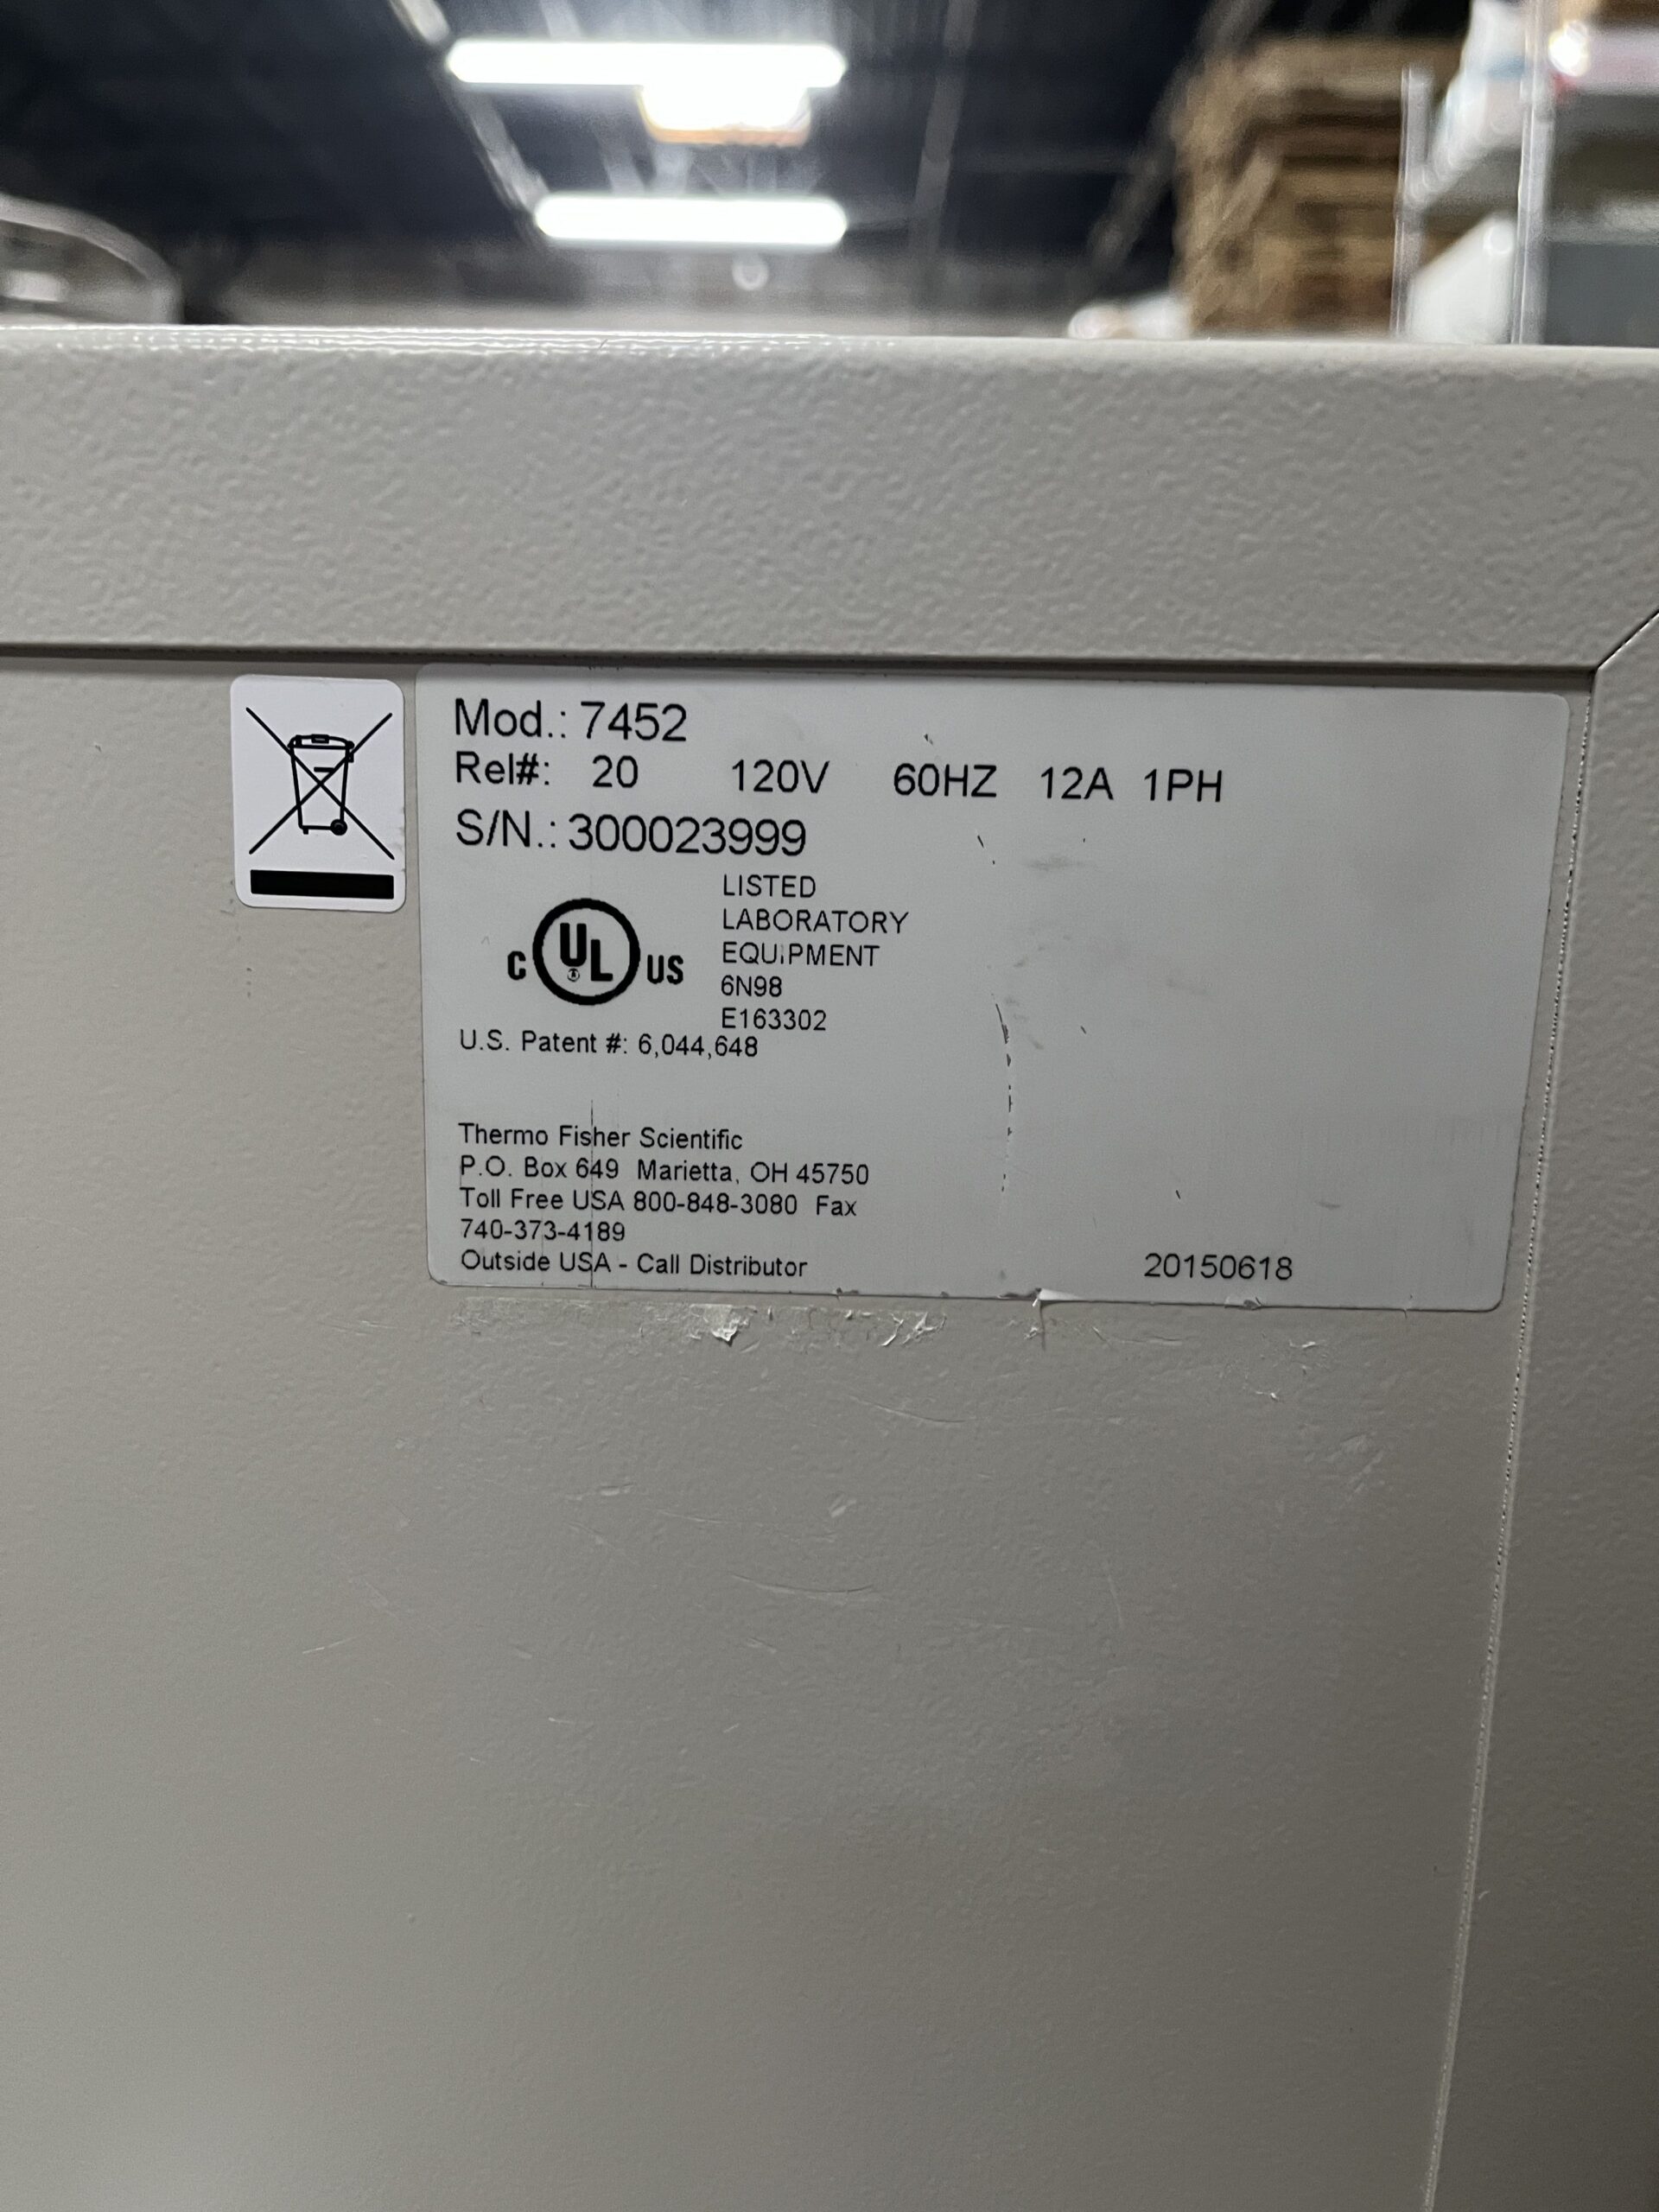 Mod.: 7452
Rel#: 20 120V 60HZ 12A 1PH
S/N.: 300023999
C UL US
LISTED
LABORATORY
EQUIPMENT
6N98
E163302
U.S. Patent #: 6,044,648
Thermo Fisher Scientific
P.O. Box 649 Marietta, OH 45750
Toll Free USA 800-848-3080 Fax
740-373-4189
Outside USA - Call Distributor 20150618